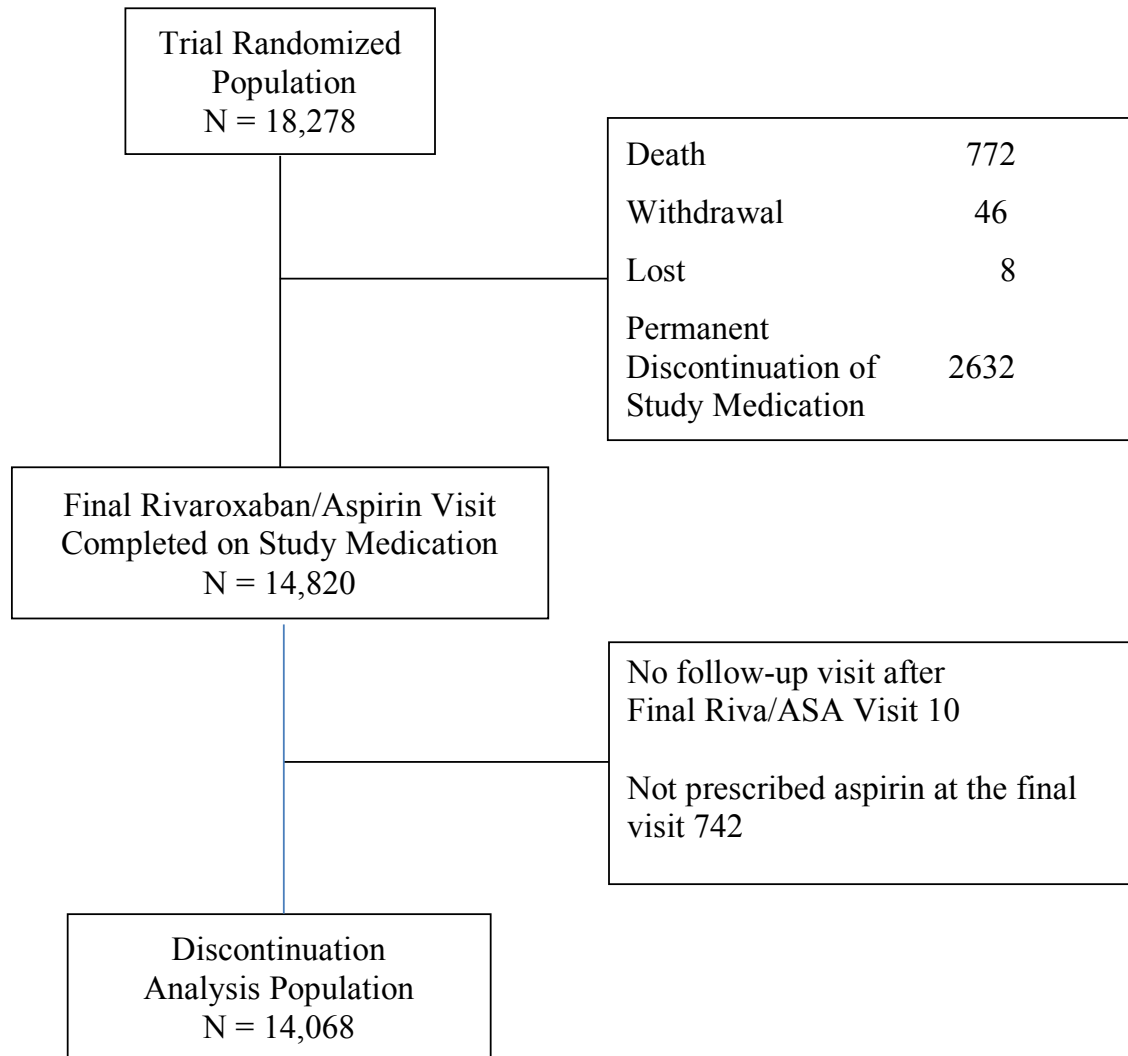 Trial Randomized
Population
N = 18,278
Death 772
Withdrawal 46
Lost 8
Permanent
Discontinuation of 2632
Study Medication
Final Rivaroxaban/Aspirin Visit
Completed on Study Medication
N = 14,820
No follow-up visit after
Final Riva/ASA Visit 10
Not prescribed aspirin at the final
visit 742
Discontinuation
Analysis Population
N = 14,068